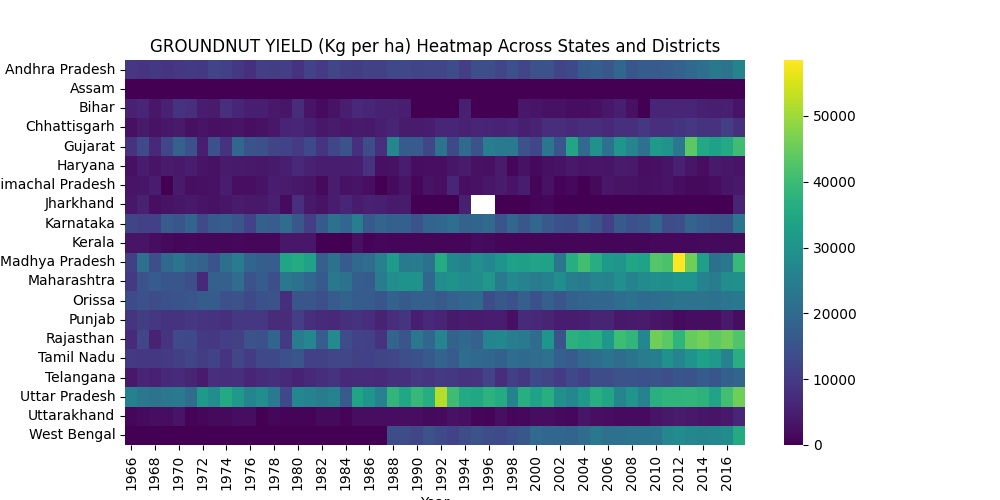 GROUNDNUT YIELD (Kg per ha) Heatmap Across States and Districts
Andhra Pradesh
Assam
Bihar
Chhattisgarh
Gujarat
Haryana
imachal Pradesh
Jharkhand
Karnataka
Kerala
Madhya Pradesh
Maharashtra
Orissa
Punjab
Rajasthan
Tamil Nadu
Telangana
Uttar Pradesh
Uttarakhand
West Bengal
1966 1968 1970 1972 1974 1976 1978 1980 1982 1984 1986 1988 1990 1992 1994 1996 1998 2000 2002 2004 2006 2008 2010 2012 2014 2016
50000
40000
30000
20000
10000
0